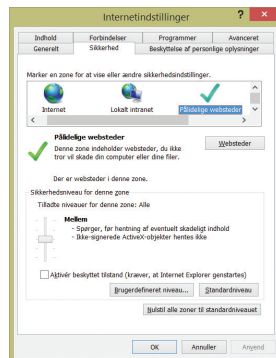 Internetindstillinger
?
Indhold Forbindelser Programmer Avanceret
Generelt Sikkerhed Beskyttelse af personlige oplysninger
Marker en zone for at vise eller ændre sikkerhedsindstillinger.
Internet Lokalt intranet Pålidelige websteder
Pålidelige websteder
Denne zone indeholder websteder, du ikke
tror vil skade din computer eller dine filer.
Websteder
Der er websteder i denne zone.
Sikkerhedsniveau for denne zone
Tilladte niveauer for denne zone: Alle
Mellem
- Spørger, før hentning af eventuelt skadeligt indhold
- Ikke-signerede ActiveX-objekter hentes ikke
Aktivér beskyttet tilstand (kræver, at Internet Explorer genstartes)
Brugerdefineret niveau... Standardniveau
Nulstil alle zoner til standardniveauet
OK Annuller Anvend